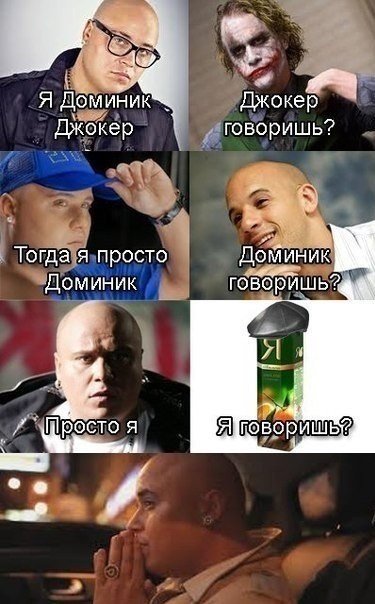 Я Доминик
Джокер
Джокер
говоришь?
Тогда я просто
Доминик
Доминик
говоришь?
Просто я
Я
Я говоришь?